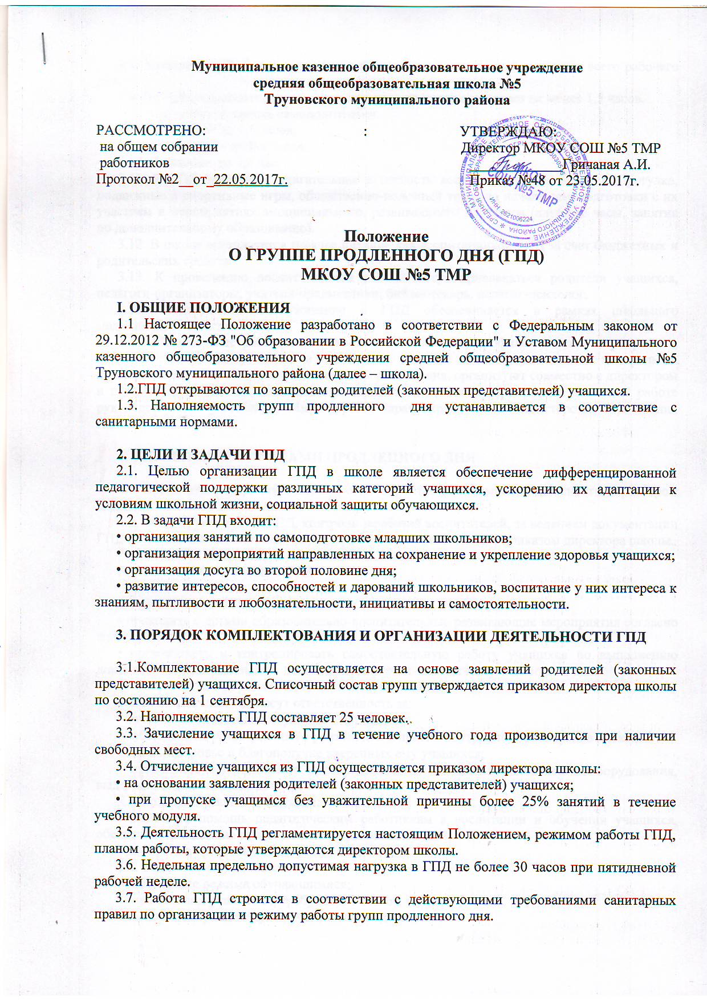 Муниципальное казенное общеобразовательное учреждение
средняя общеобразовательная школа №5
Труновского муниципального района
РАССМОТРЕНО: : УТВЕРЖДАЮ:
на общем собрании Директор МКОУ СОШ №5 ТМР
работников ____________Гричаная А.И.
Протокол №2__от_22.05.2017г. Приказ №48 от 23.05.2017г.
МКОУ
СОШ №5 ТМР
ИНН 2621006224
Положение
О ГРУППЕ ПРОДЛЕННОГО ДНЯ (ГПД)
МКОУ СОШ №5 ТМР
I. ОБЩИЕ ПОЛОЖЕНИЯ
1.1 Настоящее Положение разработано в соответствии с Федеральным законом от
29.12.2012 № 273-ФЗ "Об образовании в Российской Федерации" и Уставом Муниципального
казенного общеобразовательного учреждения средней общеобразовательной школы №5
Труновского муниципального района (далее – школа).
1.2.ГПД открываются по запросам родителей (законных представителей) учащихся.
1.3. Наполняемость групп продленного дня устанавливается в соответствие с
санитарными нормами.
2. ЦЕЛИ И ЗАДАЧИ ГПД
2.1. Целью организации ГПД в школе является обеспечение дифференцированной
педагогической поддержки различных категорий учащихся, ускорению их адаптации к
условиям школьной жизни, социальной защиты обучающихся.
2.2. В задачи ГПД входит:
• организация занятий по самоподготовке младших школьников;
• организация мероприятий направленных на сохранение и укрепление здоровья учащихся;
• организация досуга во второй половине дня;
• развитие интересов, способностей и дарований школьников, воспитание у них интереса к
знаниям, пытливости и любознательности, инициативы и самостоятельности.
3. ПОРЯДОК КОМПЛЕКТОВАНИЯ И ОРГАНИЗАЦИИ ДЕЯТЕЛЬНОСТИ ГПД
3.1.Комплектование ГПД осуществляется на основе заявлений родителей (законных
представителей) учащихся. Списочный состав групп утверждается приказом директора школы
по состоянию на 1 сентября.
3.2. Наполняемость ГПД составляет 25 человек..
3.3. Зачисление учащихся в ГПД в течение учебного года производится при наличии
свободных мест.
3.4. Отчисление учащихся из ГПД осуществляется приказом директора школы:
• на основании заявления родителей (законных представителей) учащихся;
• при пропуске учащимся без уважительной причины более 25% занятий в течение
учебного модуля.
3.5. Деятельность ГПД регламентируется настоящим Положением, режимом работы ГПД,
планом работы, которые утверждаются директором школы.
3.6. Недельная предельно допустимая нагрузка в ГПД не более 30 часов при пятидневной
рабочей неделе.
3.7. Работа ГПД строится в соответствии с действующими требованиями санитарных
правил по организации и режиму работы групп продленного дня.